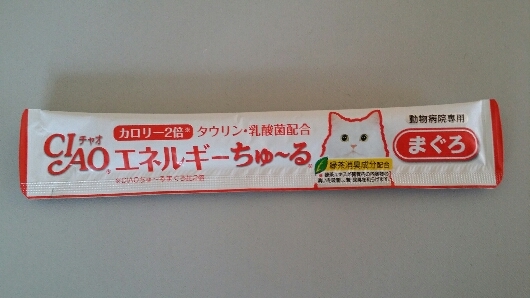 CIAO
チャオ
カロリー2倍※
タウリン・乳酸菌配合
エネルギーちゅ〜る
動物病院専用
まぐろ
緑茶消臭成分配合